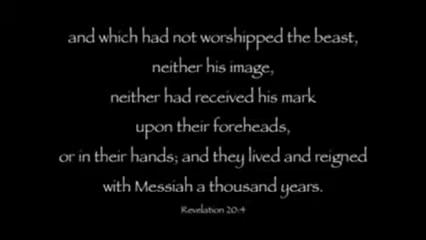 and which had not worshipped the beast,
neither his image,
neither had received his mark
upon their foreheads,
or in their hands; and they lived and reigned
with Messiah a thousand years.
Revelation 20:4